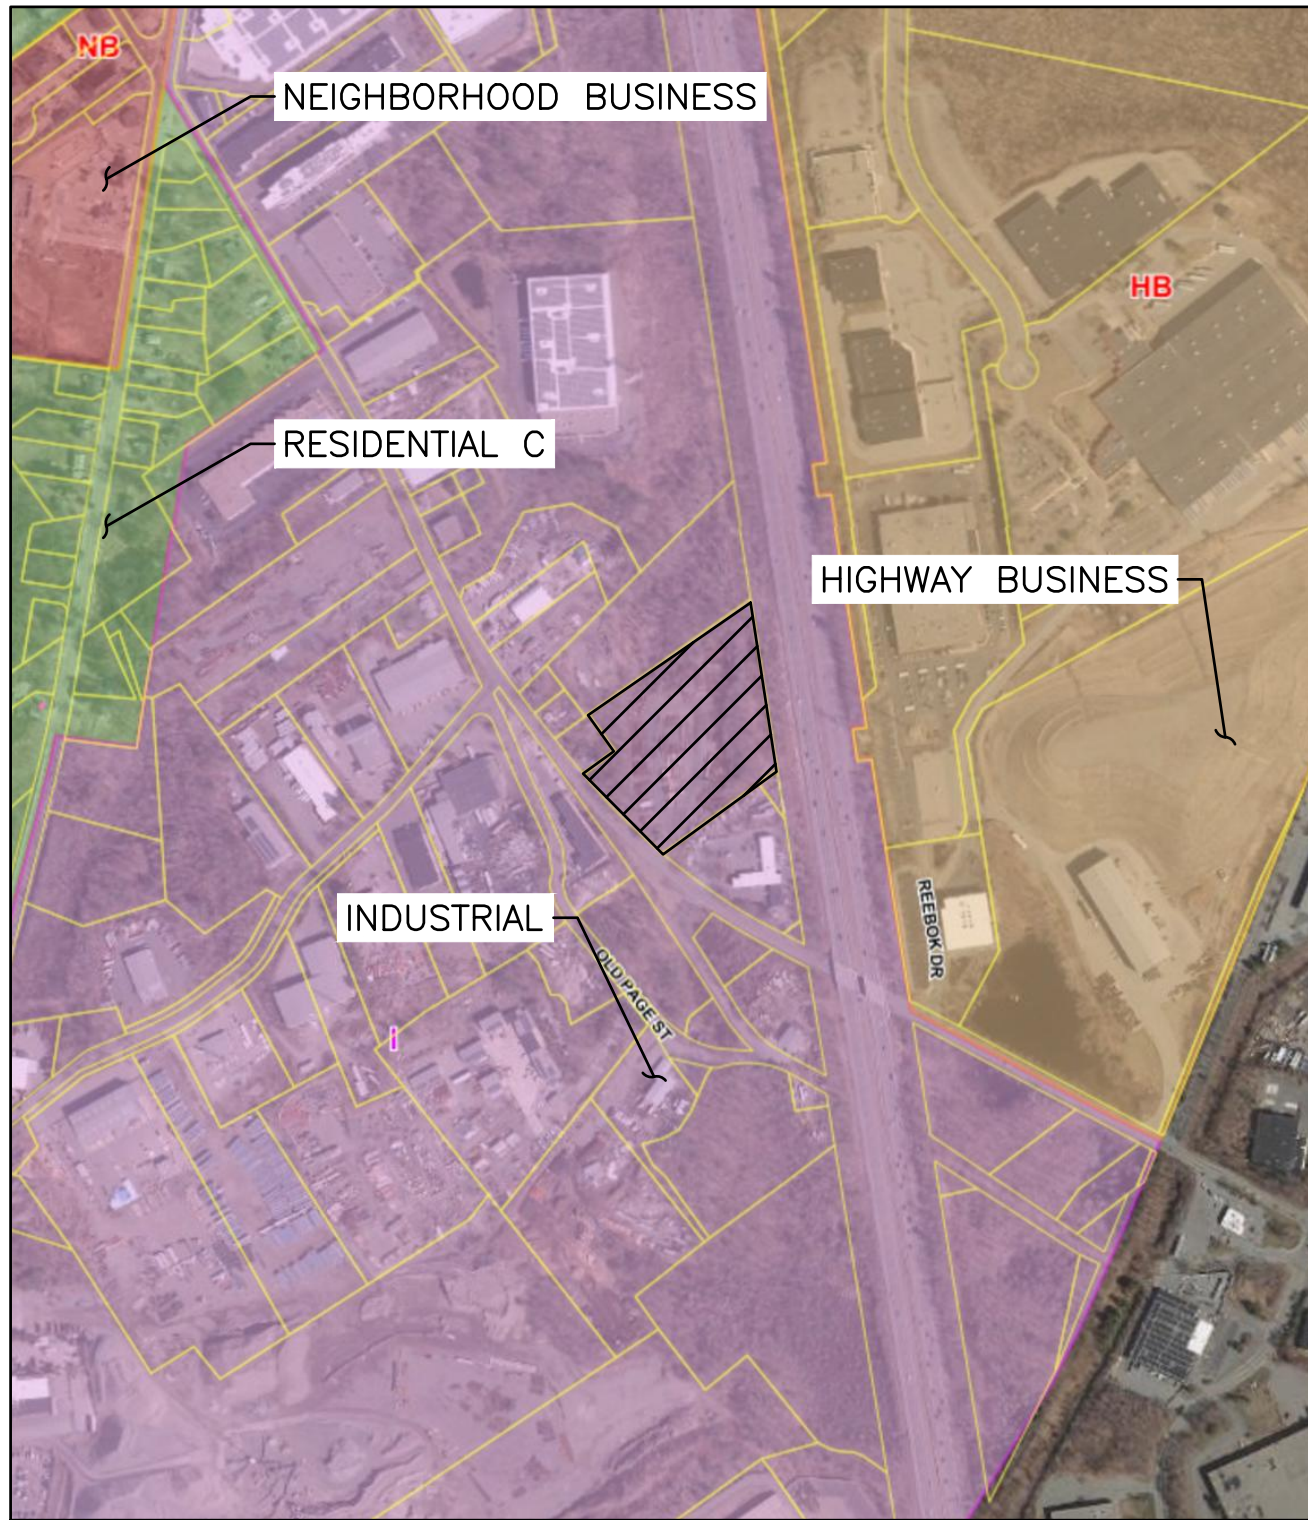 NB
NEIGHBORHOOD BUSINESS
HB
RESIDENTIAL C
HIGHWAY BUSINESS
REEBOK DR
INDUSTRIAL
OLD PAGE ST
i